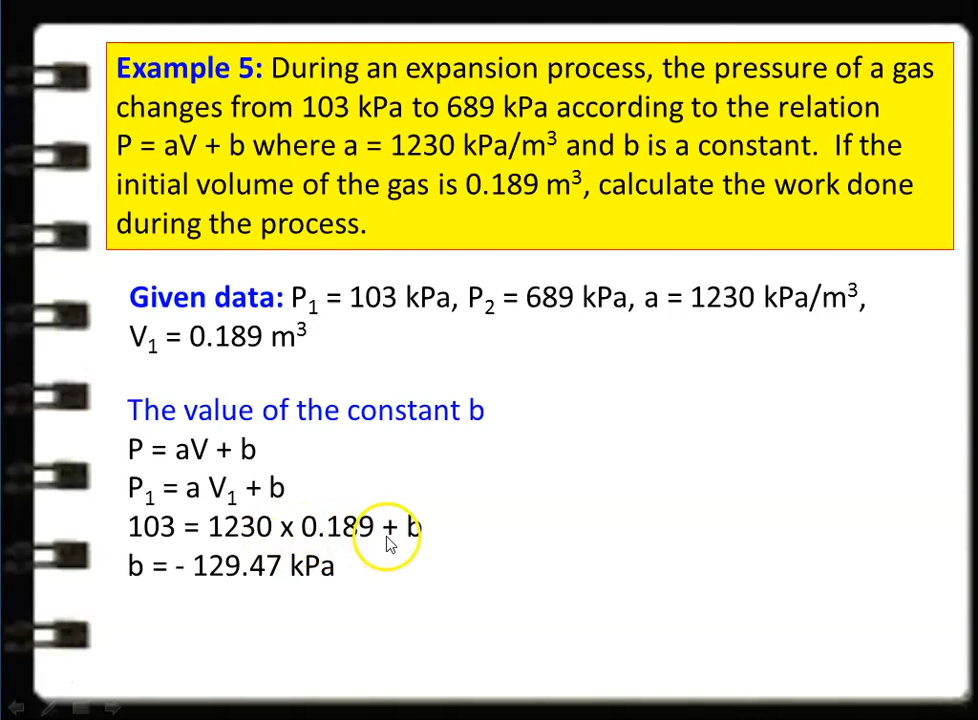 Example 5: During an expansion process, the pressure of a gas
changes from 103 kPa to 689 kPa according to the relation
P = aV + b where a = 1230 kPa/m³ and b is a constant. If the
initial volume of the gas is 0.189 m³, calculate the work done
during the process.
Given data: P₁ = 103 kPa, P₂ = 689 kPa, a = 1230 kPa/m³,
V₁ = 0.189 m³
The value of the constant b
P = aV + b
P₁ = a V₁ + b
103 = 1230 x 0.189 + b
b = - 129.47 kPa